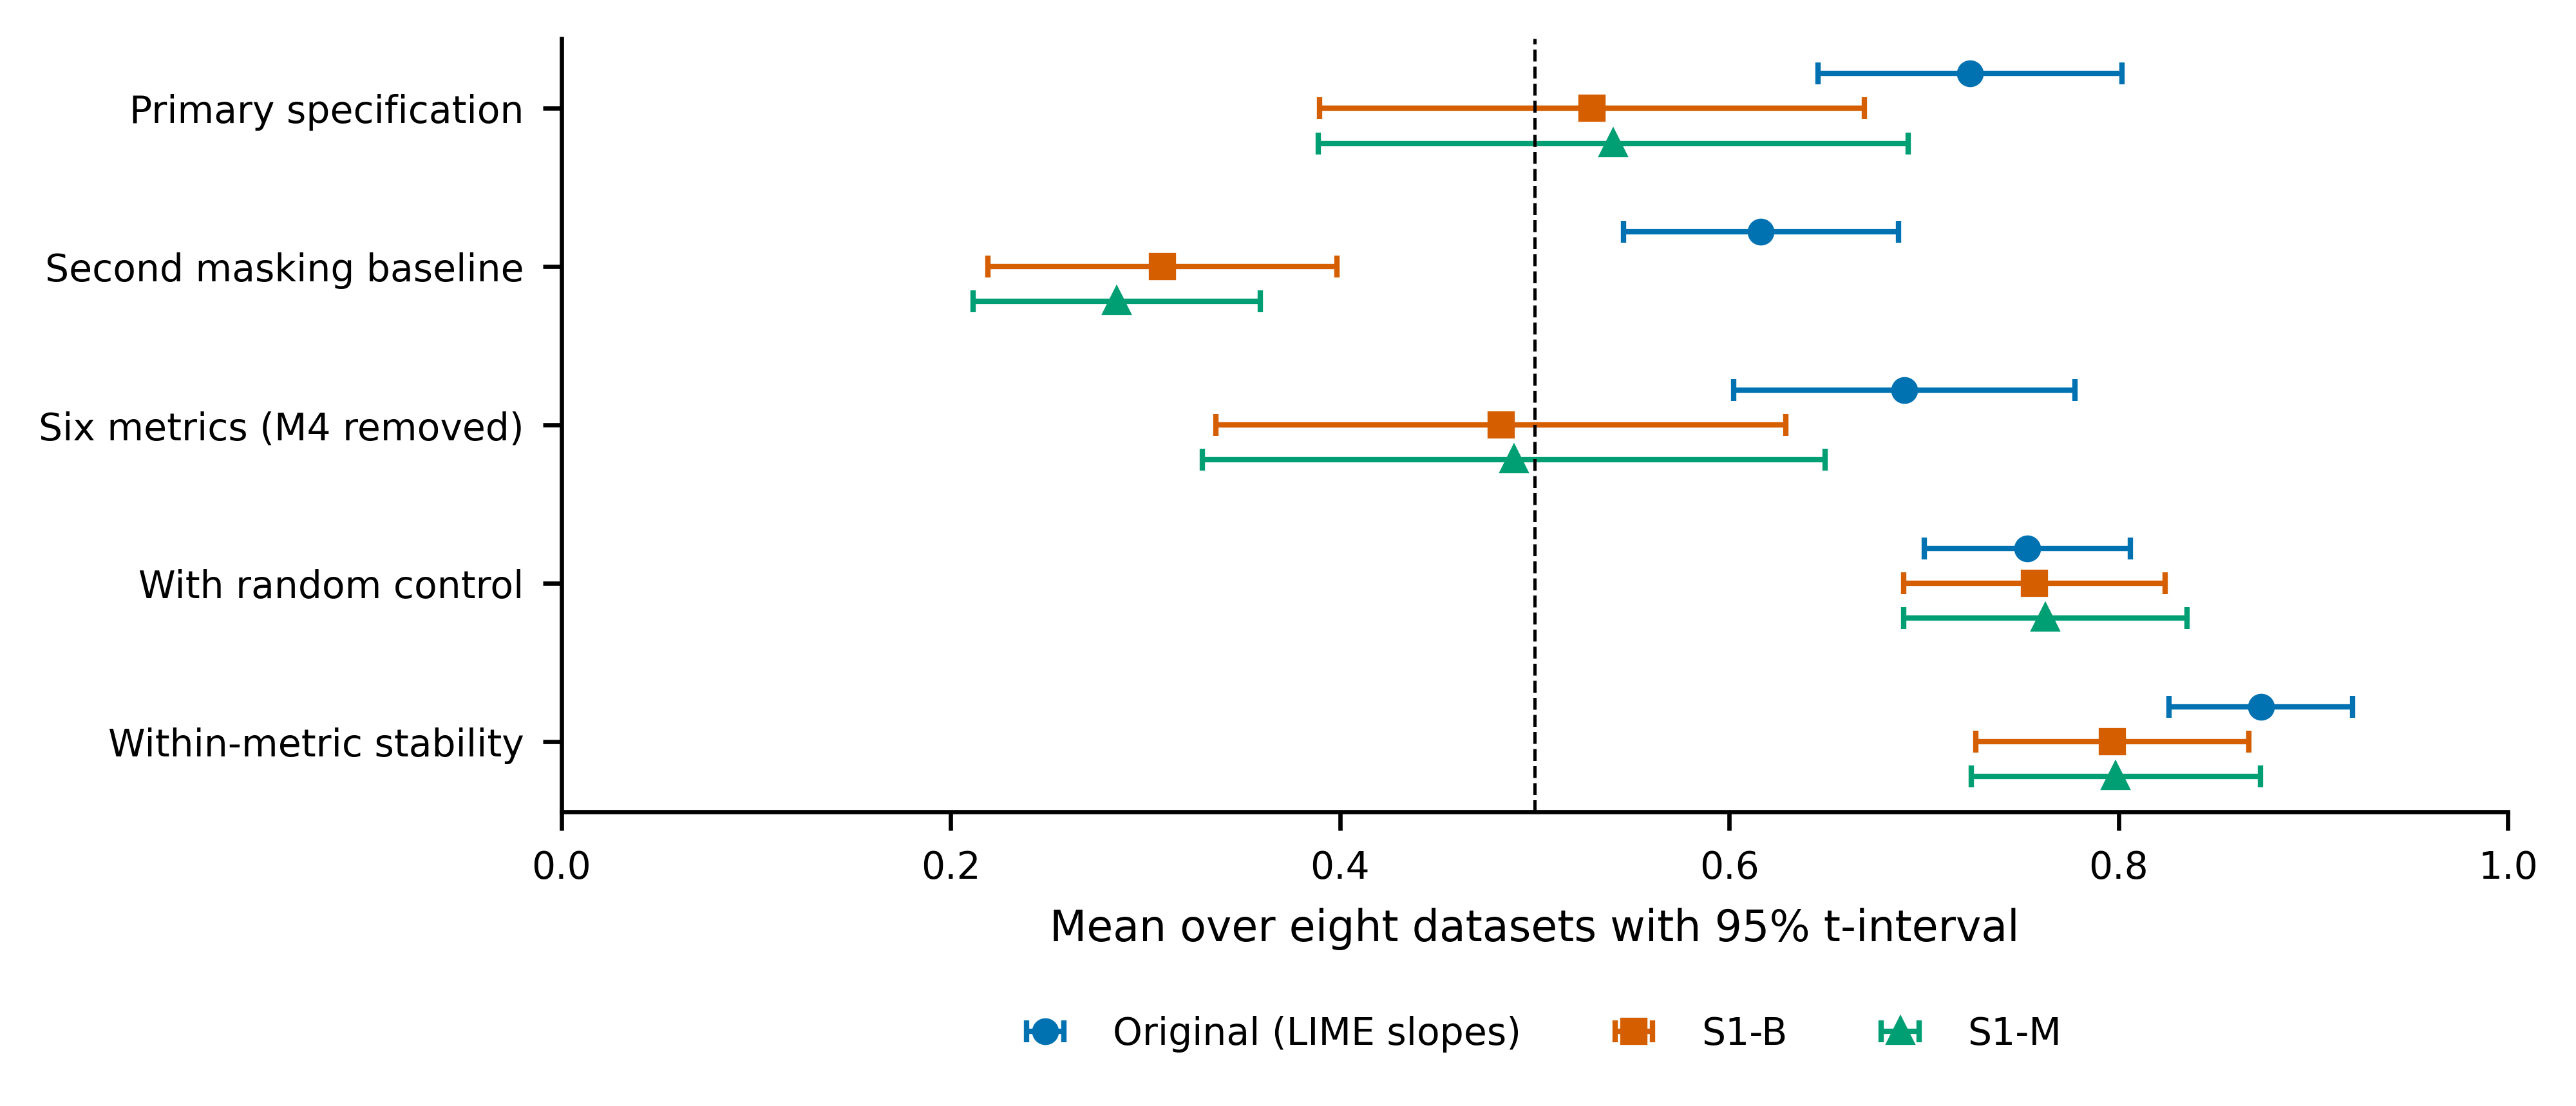 Primary specification
Second masking baseline
Six metrics (M4 removed)
With random control
Within-metric stability
0.0 0.2 0.4 0.6 0.8 1.0
Mean over eight datasets with 95% t-interval
Original (LIME slopes) S1-B S1-M